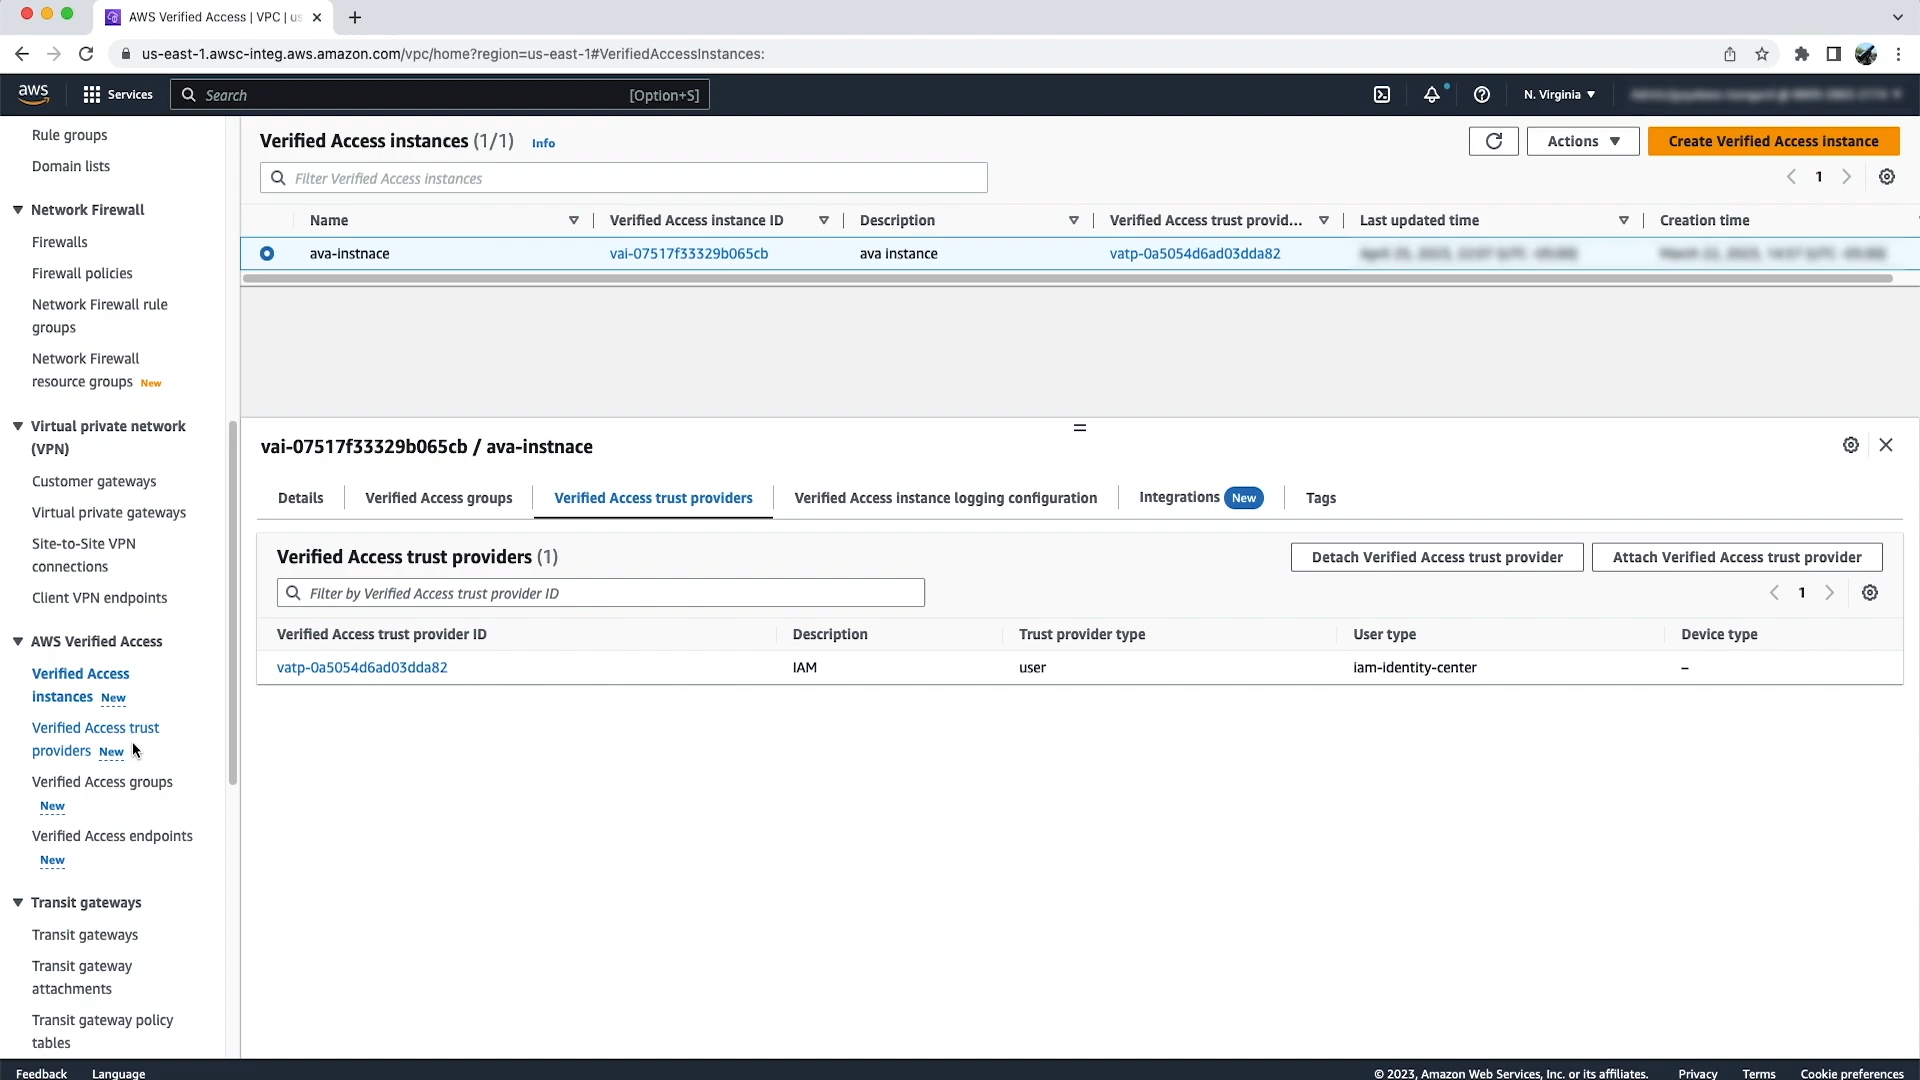 AWS Verified Access | VPC | us
us-east-1.awsc-integ.aws.amazon.com/vpc/home?region=us-east-1#VerifiedAccessInstances:
aws
Services
Search
[Option+S]
N. Virginia
Rule groups
Domain lists
Network Firewall
Firewalls
Firewall policies
Network Firewall rule
groups
Network Firewall
resource groups New
Virtual private network
(VPN)
Customer gateways
Virtual private gateways
Site-to-Site VPN
connections
Client VPN endpoints
AWS Verified Access
Verified Access
instances New
Verified Access trust
providers New
Verified Access groups
New
Verified Access endpoints
New
Transit gateways
Transit gateways
Transit gateway
attachments
Transit gateway policy
tables
Verified Access instances (1/1) Info
Actions
Create Verified Access instance
Filter Verified Access instances
1
Name Verified Access instance ID Description Verified Access trust provid... Last updated time Creation time
ava-instnace vai-07517f33329b065cb ava instance vatp-0a5054d6ad03dda82
vai-07517f33329b065cb / ava-instnace
Details Verified Access groups Verified Access trust providers Verified Access instance logging configuration Integrations New Tags
Verified Access trust providers (1)
Detach Verified Access trust provider
Attach Verified Access trust provider
Filter by Verified Access trust provider ID
1
Verified Access trust provider ID Description Trust provider type User type Device type
vatp-0a5054d6ad03dda82 IAM user iam-identity-center –
Feedback Language © 2023, Amazon Web Services, Inc. or its affiliates. Privacy Terms Cookie preferences